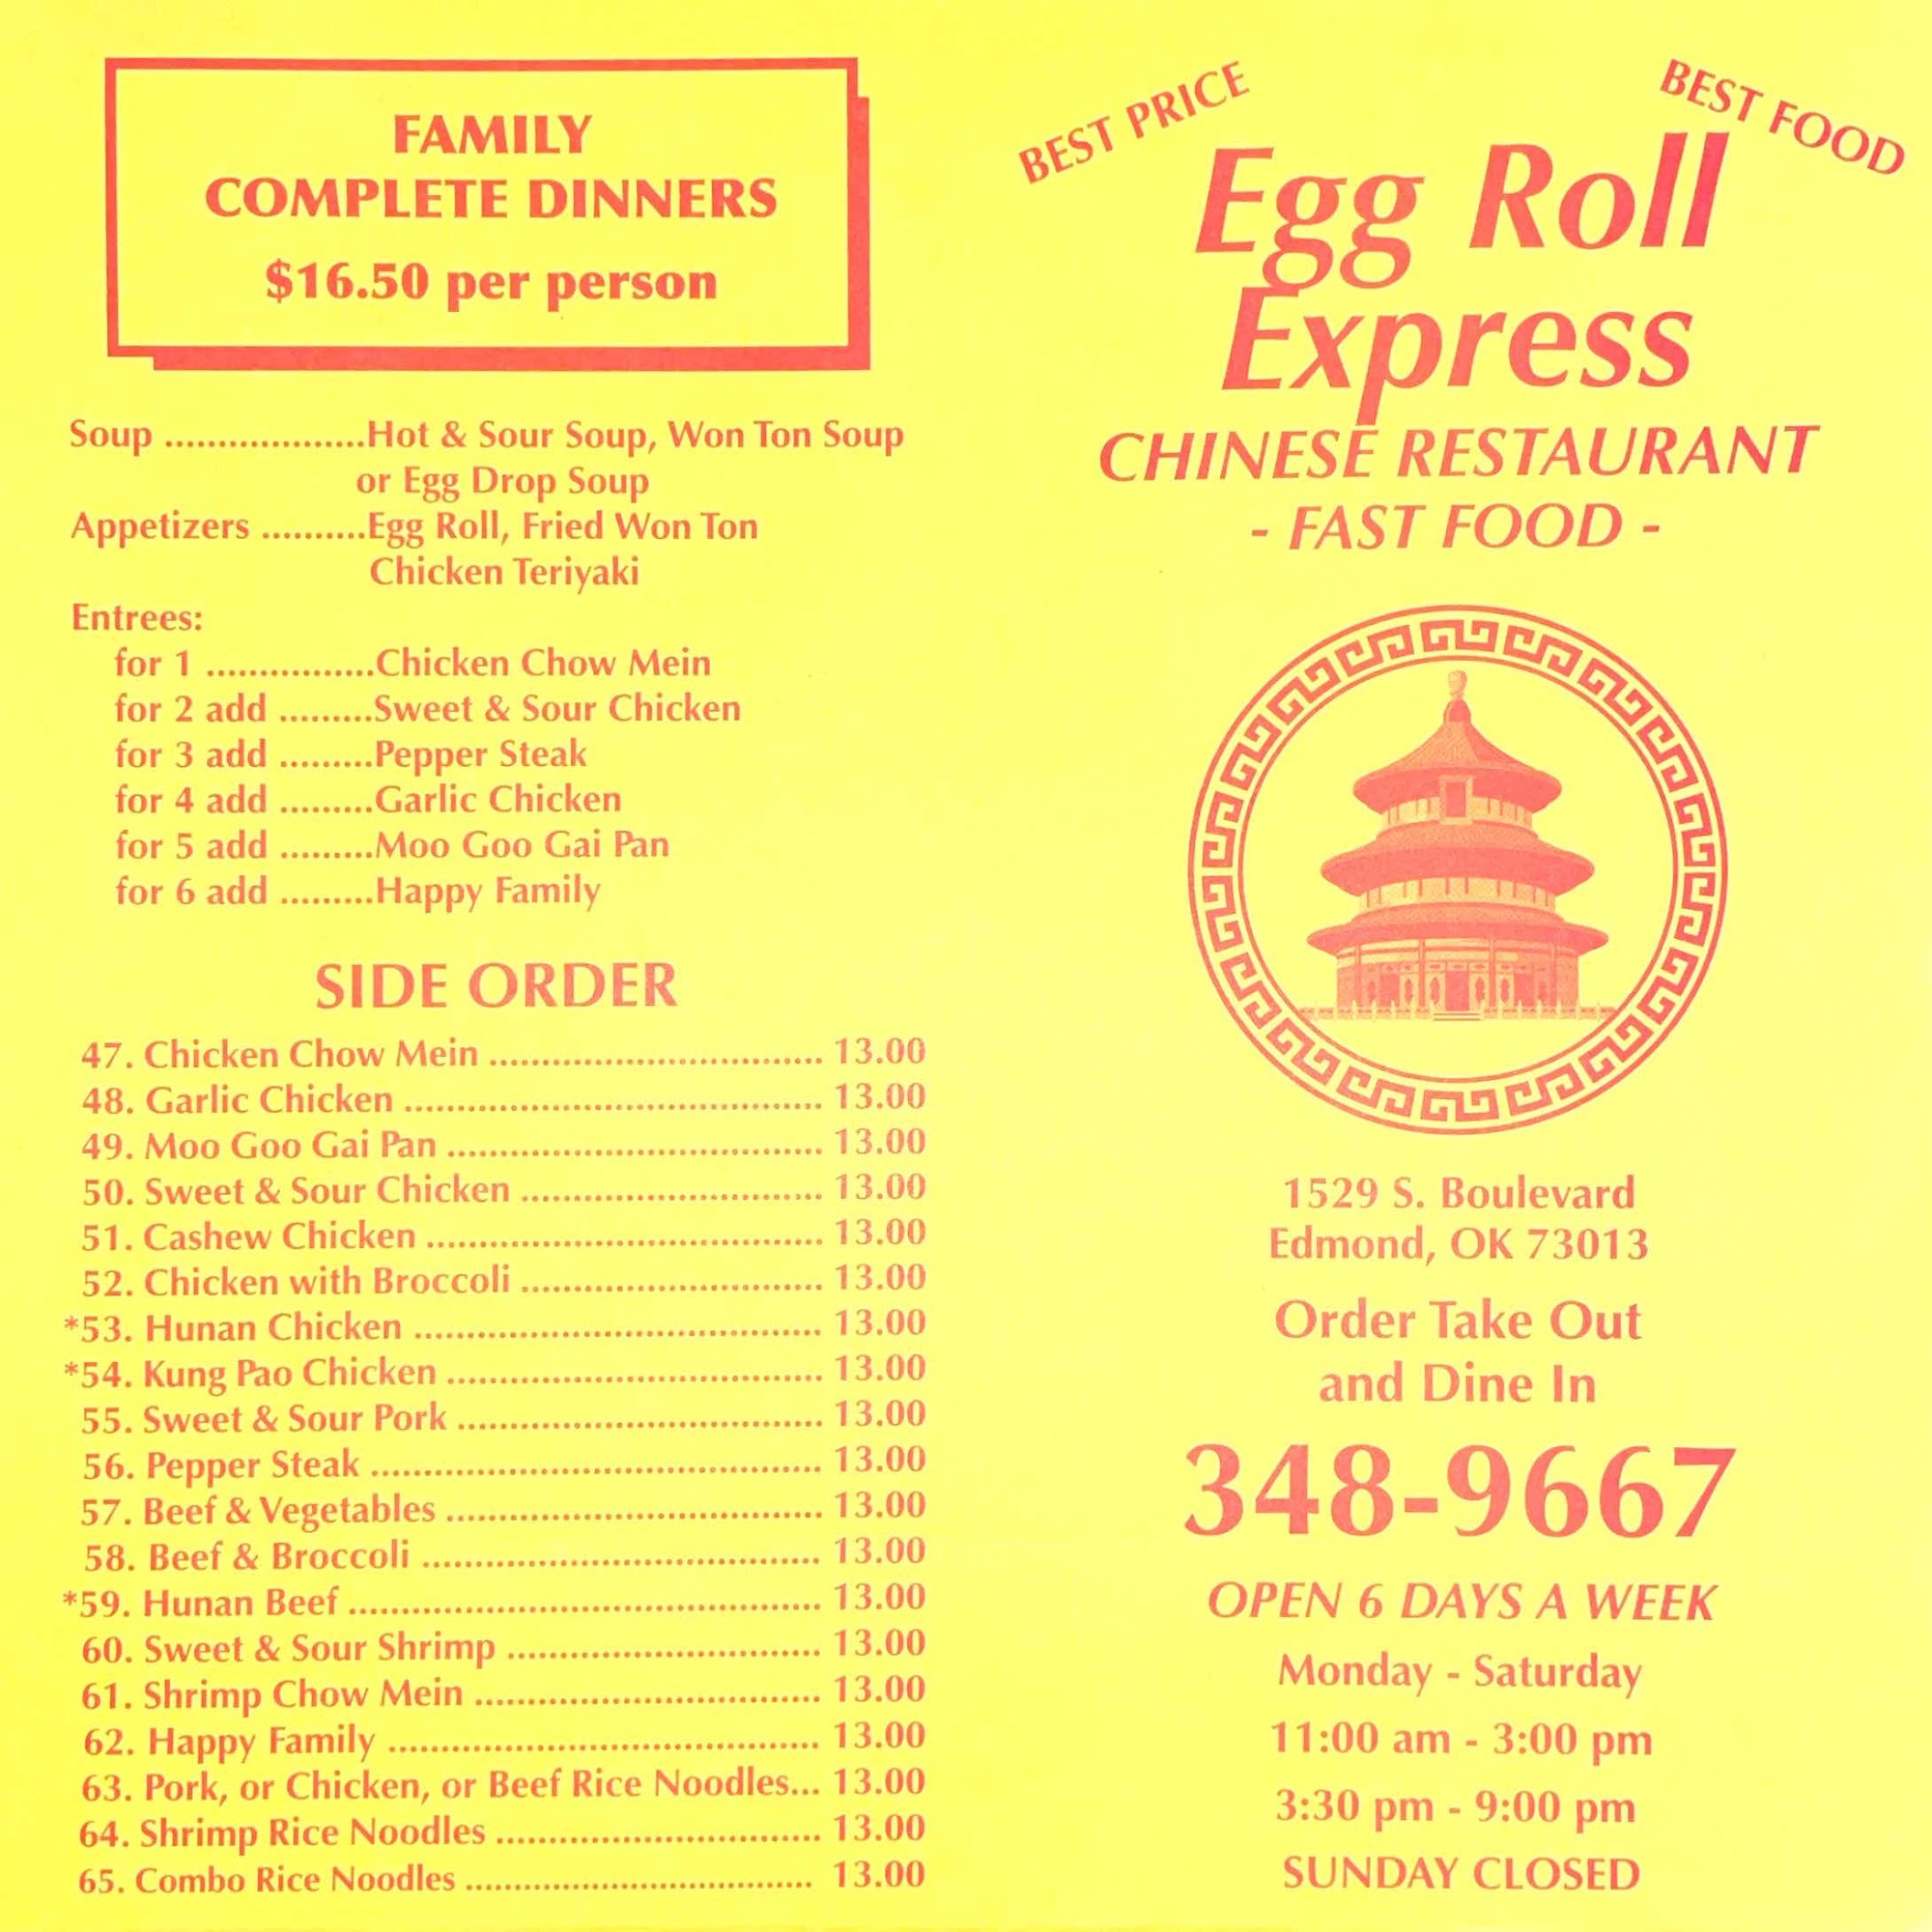 FAMILY
COMPLETE DINNERS
$16.50 per person
Soup ...................Hot & Sour Soup, Won Ton Soup
or Egg Drop Soup
Appetizers ..........Egg Roll, Fried Won Ton
Chicken Teriyaki
Entrees:
for 1 ................Chicken Chow Mein
for 2 add .........Sweet & Sour Chicken
for 3 add .........Pepper Steak
for 4 add .........Garlic Chicken
for 5 add .........Moo Goo Gai Pan
for 6 add .........Happy Family
SIDE ORDER
47. Chicken Chow Mein ................................ 13.00
48. Garlic Chicken ........................................ 13.00
49. Moo Goo Gai Pan .................................... 13.00
50. Sweet & Sour Chicken ............................. 13.00
51. Cashew Chicken ...................................... 13.00
52. Chicken with Broccoli ............................. 13.00
*53. Hunan Chicken ....................................... 13.00
*54. Kung Pao Chicken .................................... 13.00
55. Sweet & Sour Pork ................................... 13.00
56. Pepper Steak ........................................... 13.00
57. Beef & Vegetables .................................... 13.00
58. Beef & Broccoli ...................................... 13.00
*59. Hunan Beef ............................................. 13.00
60. Sweet & Sour Shrimp .............................. 13.00
61. Shrimp Chow Mein ................................. 13.00
62. Happy Family ......................................... 13.00
63. Pork, or Chicken, or Beef Rice Noodles... 13.00
64. Shrimp Rice Noodles ............................... 13.00
65. Combo Rice Noodles .................................. 13.00
BEST PRICE
BEST FOOD
Egg Roll
Express
CHINESE RESTAURANT
- FAST FOOD -
1529 S. Boulevard
Edmond, OK 73013
Order Take Out
and Dine In
348-9667
OPEN 6 DAYS A WEEK
Monday - Saturday
11:00 am - 3:00 pm
3:30 pm - 9:00 pm
SUNDAY CLOSED